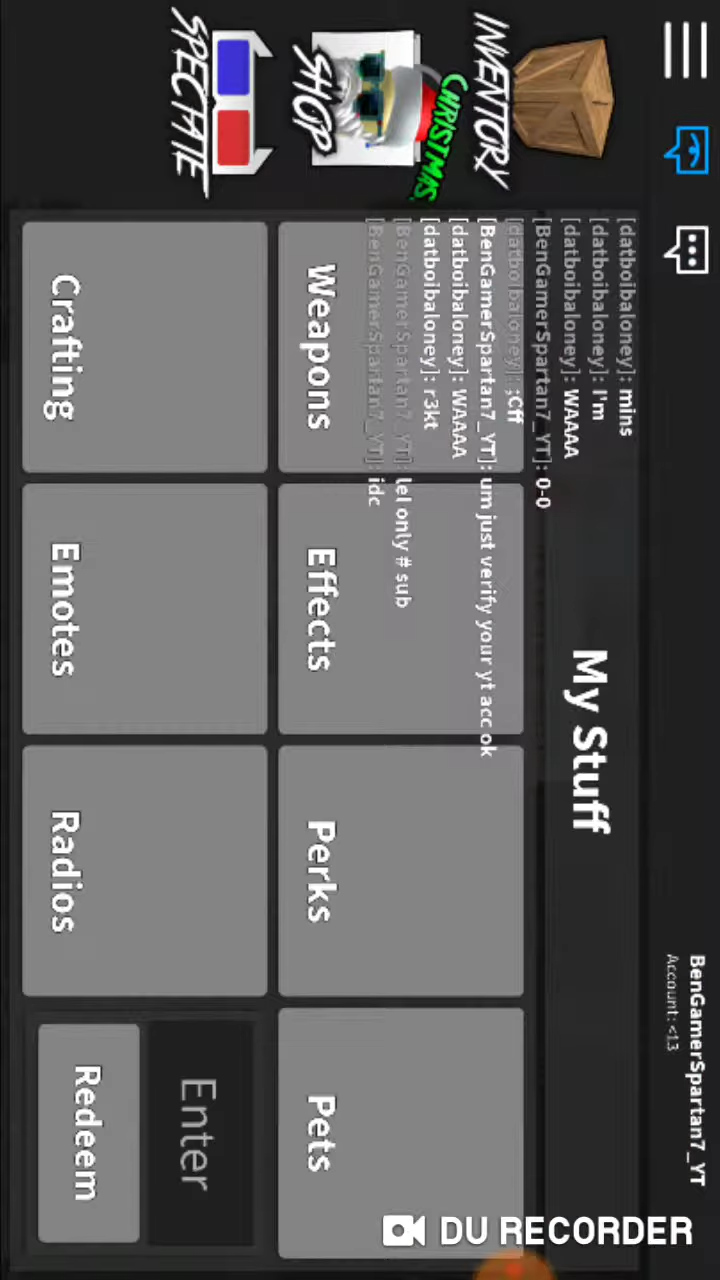 BenGamerSpartan7_YT
Account: <13
[datboibaloney]: mins
[datboibaloney]: I'm
[datboibaloney]: WAAAA
[BenGamerSpartan7_YT]: 0-0
[datboibaloney]: ;Cff
[BenGamerSpartan7_YT]: um just verify your yt acc ok
[datboibaloney]: WAAAA
[datboibaloney]: r3kt
[BenGamerSpartan7_YT]: lel only # sub
[BenGamerSpartan7_YT]: idc
INVENTORY
CHRISTMAS
SHOP
SPECTATE
My Stuff
Weapons
Effects
Perks
Pets
Crafting
Emotes
Radios
Enter
Redeem
DU RECORDER